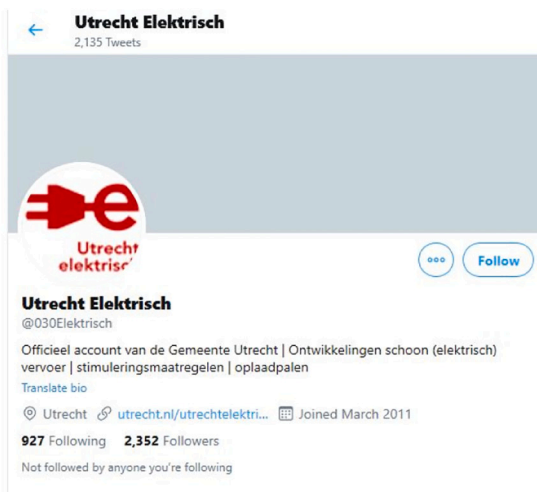 Utrecht Elektrisch
2,135 Tweets
e
Utrecht
elektrisc
Follow
Utrecht Elektrisch
@030Elektrisch
Officieel account van de Gemeente Utrecht | Ontwikkelingen schoon (elektrisch)
vervoer | stimuleringsmaatregelen | oplaadpalen
Translate bio
Utrecht utrecht.nl/utrechtelektri... Joined March 2011
927 Following 2,352 Followers
Not followed by anyone you're following